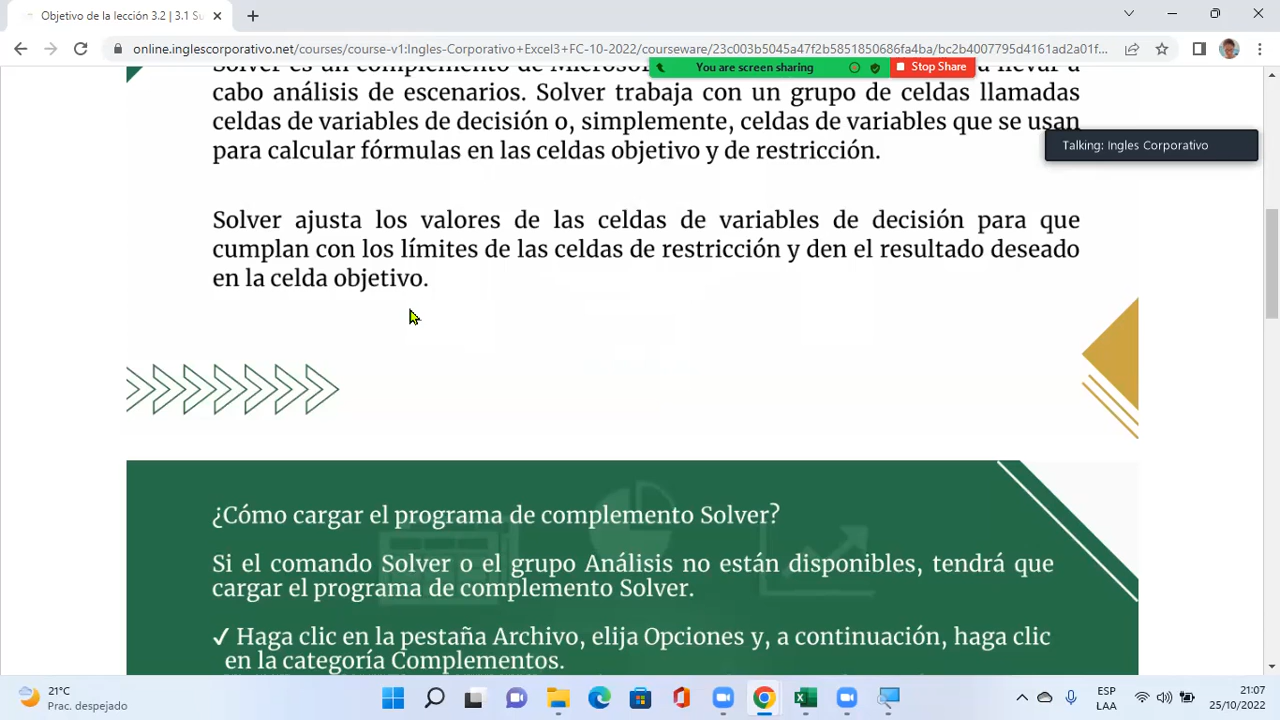 Objetivo de la lección 3.2 | 3.1 Su
online.inglescorporativo.net/courses/course-v1:Ingles-Corporativo+Excel3+FC-10-2022/courseware/23c003b5045a47f2b5851850686fa4ba/bc2b4007795d4161ad2a01f...
You are screen sharing
Stop Share
Solver es un complemento de Microsof
a llevar a
cabo análisis de escenarios. Solver trabaja con un grupo de celdas llamadas
celdas de variables de decisión o, simplemente, celdas de variables que se usan
para calcular fórmulas en las celdas objetivo y de restricción.
Talking: Ingles Corporativo
Solver ajusta los valores de las celdas de variables de decisión para que
cumplan con los límites de las celdas de restricción y den el resultado deseado
en la celda objetivo.
¿Cómo cargar el programa de complemento Solver?
Si el comando Solver o el grupo Análisis no están disponibles, tendrá que
cargar el programa de complemento Solver.
✓ Haga clic en la pestaña Archivo, elija Opciones y, a continuación, haga clic
en la categoría Complementos.
21°C
Prac. despejado
ESP
LAA
21:07
25/10/2022